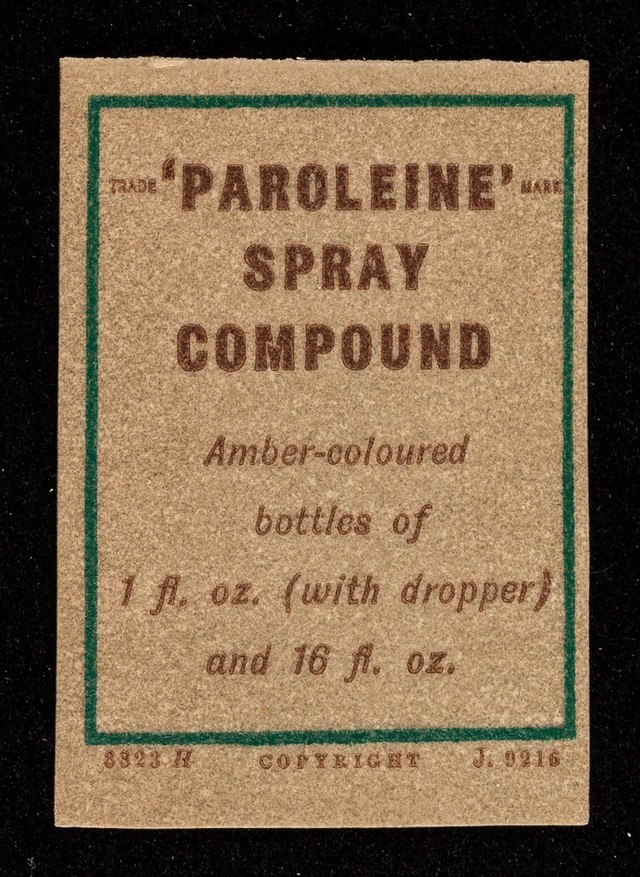 TRADE 'PAROLEINE' MARK
SPRAY
COMPOUND
Amber-coloured
bottles of
1 fl. oz. (with dropper)
and 16 fl. oz.
8823 H COPYRIGHT J. 9216